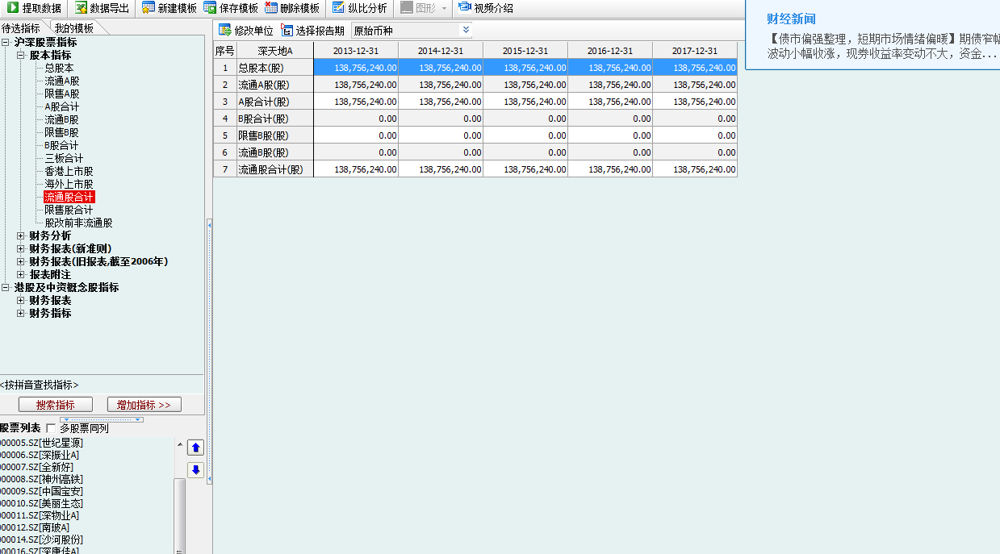 提取数据 数据导出 新建模板 保存模板 删除模板 纵比分析 图形 视频介绍
待选指标 我的模板
修改单位 选择报告期 原始币种
沪深股票指标
股本指标
总股本
流通A股
限售A股
A股合计
流通B股
限售B股
B股合计
三板合计
香港上市股
海外上市股
流通股合计
限售股合计
股改前非流通股
财务分析
财务报表(新准则)
财务报表(旧报表,截至2006年)
报表附注
港股及中资概念股指标
财务报表
财务指标
<按拼音查找指标>
搜索指标 增加指标 >>
股票列表 多股票同列
000005.SZ[世纪星源]
000006.SZ[深振业A]
000007.SZ[全新好]
000008.SZ[神州高铁]
000009.SZ[中国宝安]
000010.SZ[美丽生态]
000011.SZ[深物业A]
000012.SZ[南玻A]
000014.SZ[沙河股份]
000016.SZ[深康佳A]
序号 深天地A 2013-12-31 2014-12-31 2015-12-31 2016-12-31 2017-12-31
1 总股本(股) 138,756,240.00 138,756,240.00 138,756,240.00 138,756,240.00 138,756,240.00
2 流通A股(股) 138,756,240.00 138,756,240.00 138,756,240.00 138,756,240.00 138,756,240.00
3 A股合计(股) 138,756,240.00 138,756,240.00 138,756,240.00 138,756,240.00 138,756,240.00
4 B股合计(股) 0.00 0.00 0.00 0.00 0.00
5 限售B股(股) 0.00 0.00 0.00 0.00 0.00
6 流通B股(股) 0.00 0.00 0.00 0.00 0.00
7 流通股合计(股) 138,756,240.00 138,756,240.00 138,756,240.00 138,756,240.00 138,756,240.00
财经新闻
【债市偏强整理，短期市场情绪偏暖】期债窄幅
波动小幅收涨，现券收益率变动不大，资金...